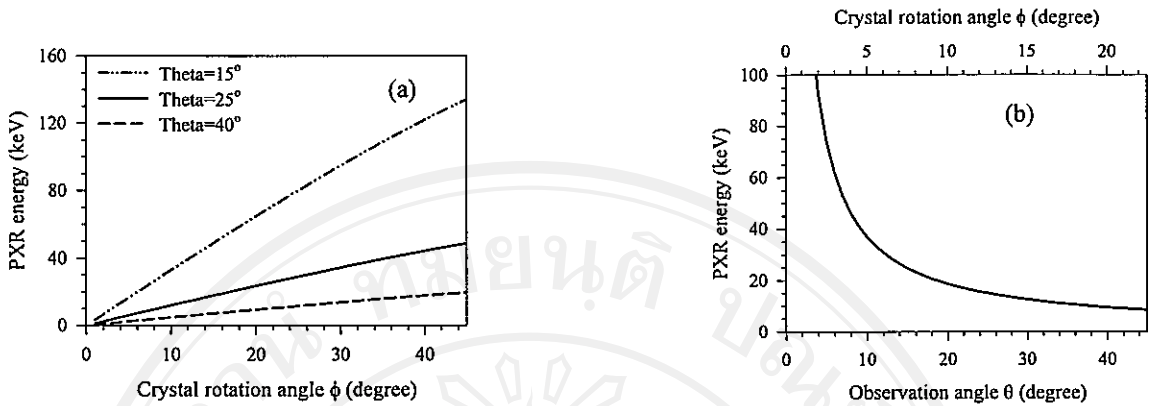 160
120
80
40
0
PXR energy (keV)
Theta=15°
Theta=25°
Theta=40°
(a)
0 10 20 30 40
Crystal rotation angle ϕ (degree)
Crystal rotation angle ϕ (degree)
0 5 10 15 20
100
80
60
40
20
0
PXR energy (keV)
(b)
0 10 20 30 40
Observation angle θ (degree)